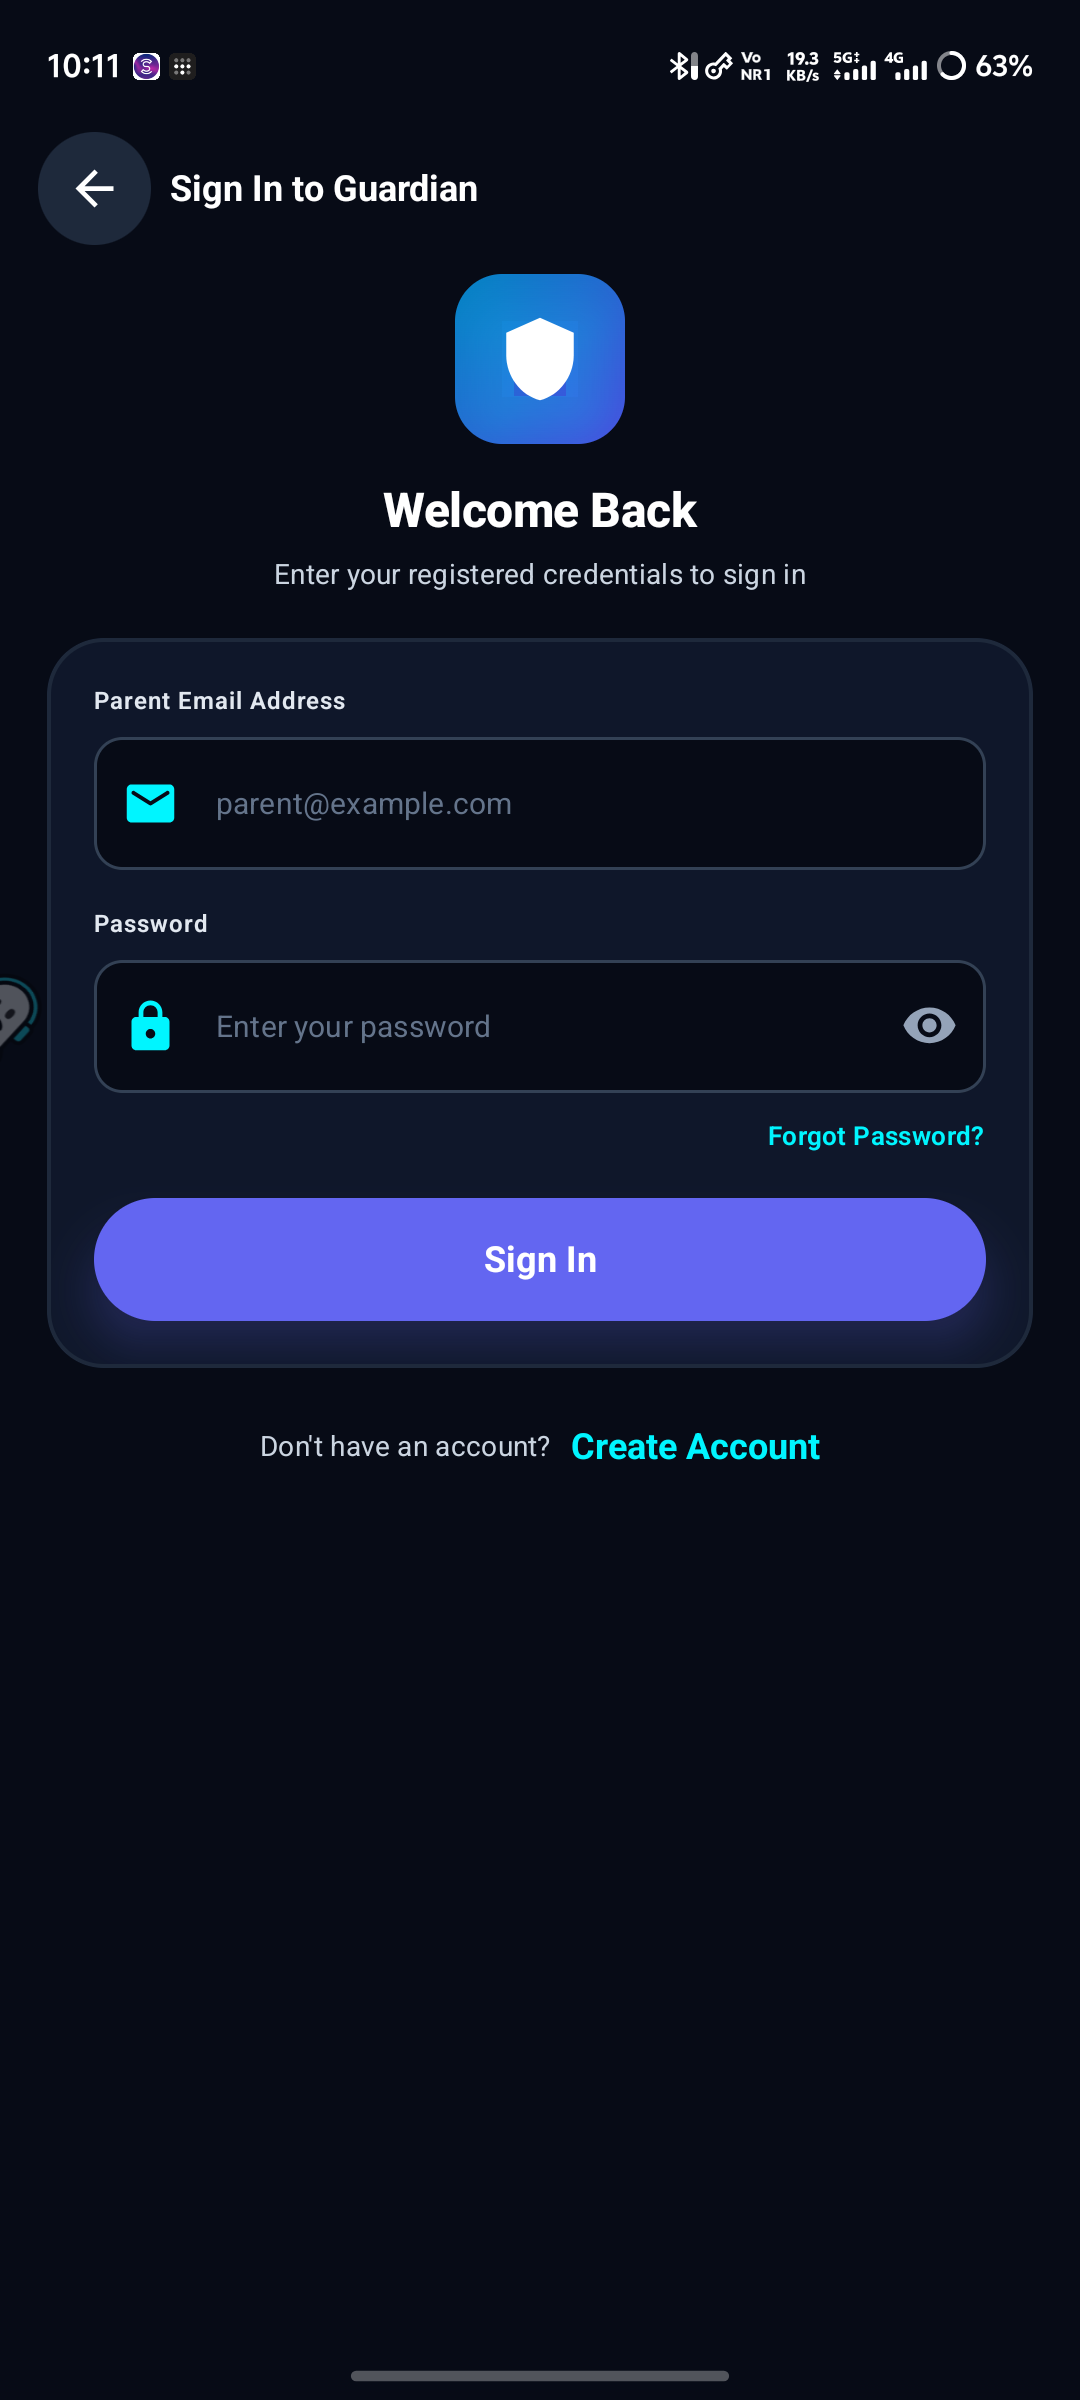 10:11
Vo
NR1
19.3
KB/s
5G
4G
63%
Sign In to Guardian
Welcome Back
Enter your registered credentials to sign in
Parent Email Address
parent@example.com
Password
Enter your password
Forgot Password?
Sign In
Don't have an account? Create Account